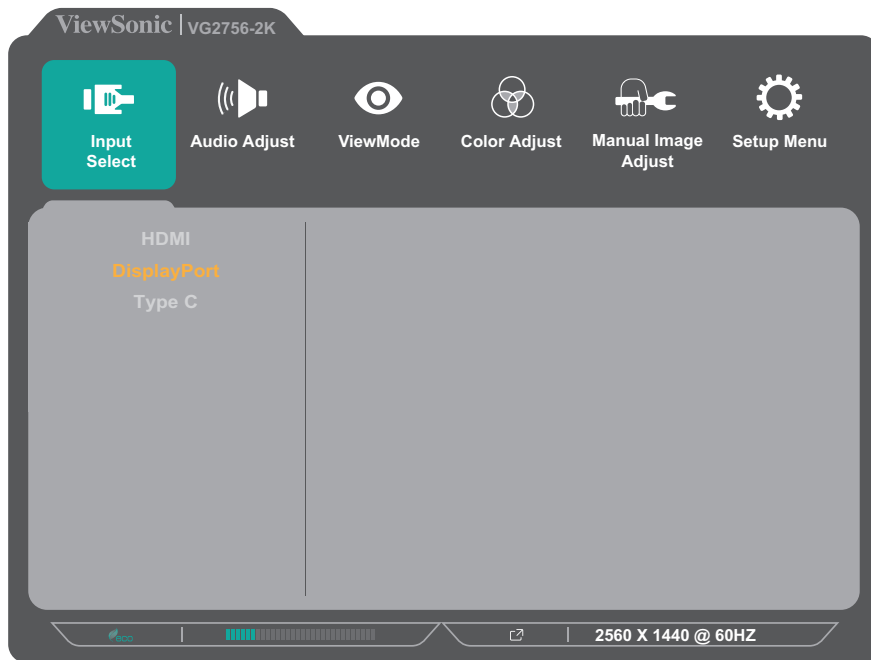 ViewSonic | VG2756-2K
Input
Select
Audio Adjust
ViewMode
Color Adjust
Manual Image
Adjust
Setup Menu
HDMI
DisplayPort
Type C
eco
2560 X 1440 @ 60HZ